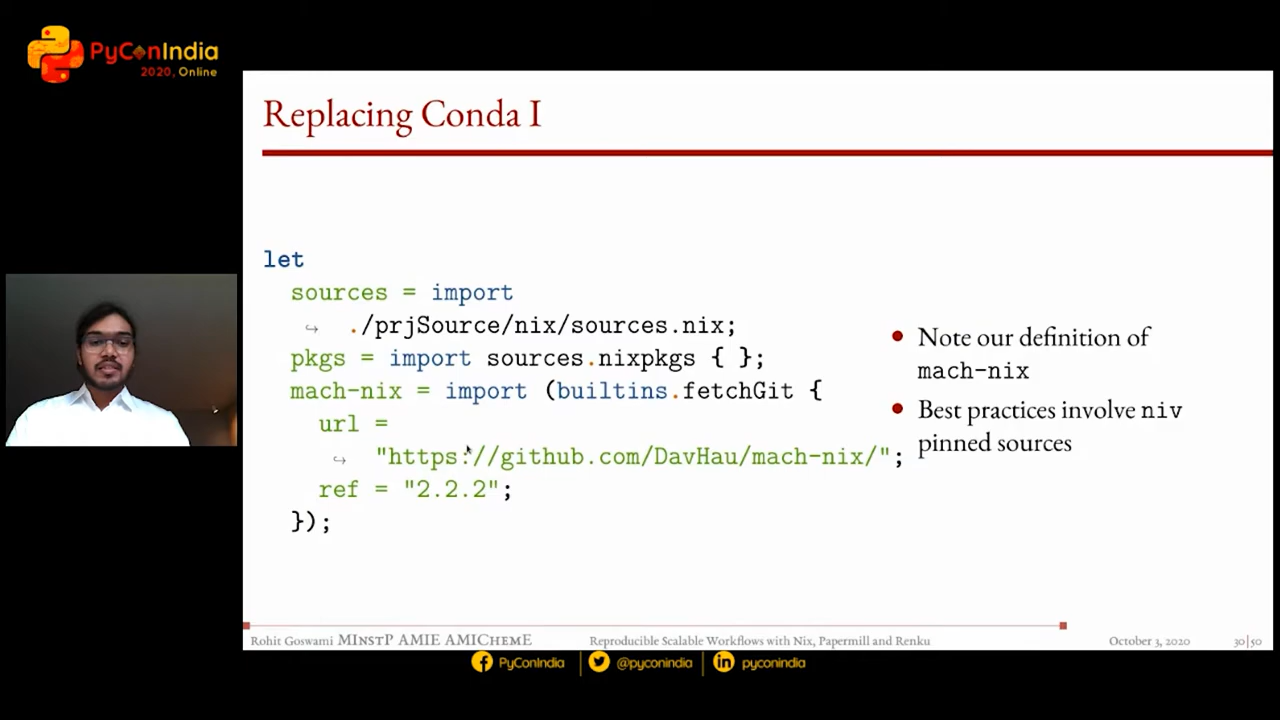 PyConIndia
2020, Online
Replacing Conda I
let
sources = import
↪ ./prjSource/nix/sources.nix;
pkgs = import sources.nixpkgs { };
mach-nix = import (builtins.fetchGit {
url =
↪ "https://github.com/DavHau/mach-nix/";
ref = "2.2.2";
});
• Note our definition of
mach-nix
• Best practices involve niv
pinned sources
Rohit Goswami MInstP AMIE AMIChemE Reproducible Scalable Workflows with Nix, Papermill and Renku October 3, 2020 30|50
PyConIndia @pyconindia pyconindia